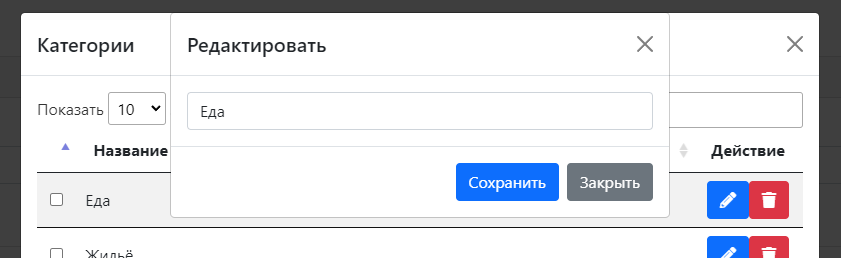 Категории
Редактировать
Показать 10
Еда
Название
Действие
Сохранить
Закрыть
Еда
Жильё